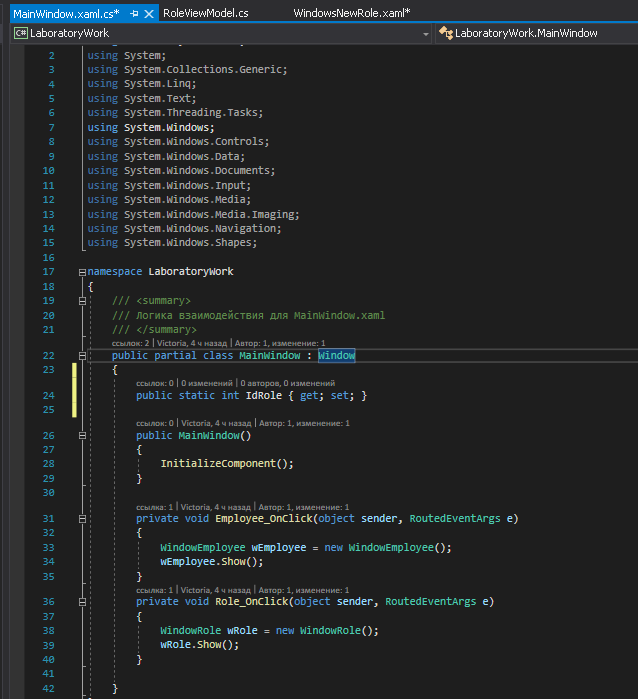 MainWindow.xaml.cs*
RoleViewModel.cs
WindowsNewRole.xaml*
C# LaboratoryWork
LaboratoryWork.MainWindow
2 using System;
3 using System.Collections.Generic;
4 using System.Linq;
5 using System.Text;
6 using System.Threading.Tasks;
7 using System.Windows;
8 using System.Windows.Controls;
9 using System.Windows.Data;
10 using System.Windows.Documents;
11 using System.Windows.Input;
12 using System.Windows.Media;
13 using System.Windows.Media.Imaging;
14 using System.Windows.Navigation;
15 using System.Windows.Shapes;
16
17 namespace LaboratoryWork
18 {
19 /// <summary>
20 /// Логика взаимодействия для MainWindow.xaml
21 /// </summary>
ссылок: 2 | Victoria, 4 ч назад | Автор: 1, изменение: 1
22 public partial class MainWindow : Window
23 {
ссылок: 0 | 0 изменений | 0 авторов, 0 изменений
24 public static int IdRole { get; set; }
25
ссылок: 0 | Victoria, 4 ч назад | Автор: 1, изменение: 1
26 public MainWindow()
27 {
28 InitializeComponent();
29 }
30
ссылка: 1 | Victoria, 4 ч назад | Автор: 1, изменение: 1
31 private void Employee_OnClick(object sender, RoutedEventArgs e)
32 {
33 WindowEmployee wEmployee = new WindowEmployee();
34 wEmployee.Show();
35 }
ссылка: 1 | Victoria, 4 ч назад | Автор: 1, изменение: 1
36 private void Role_OnClick(object sender, RoutedEventArgs e)
37 {
38 WindowRole wRole = new WindowRole();
39 wRole.Show();
40 }
41
42 }